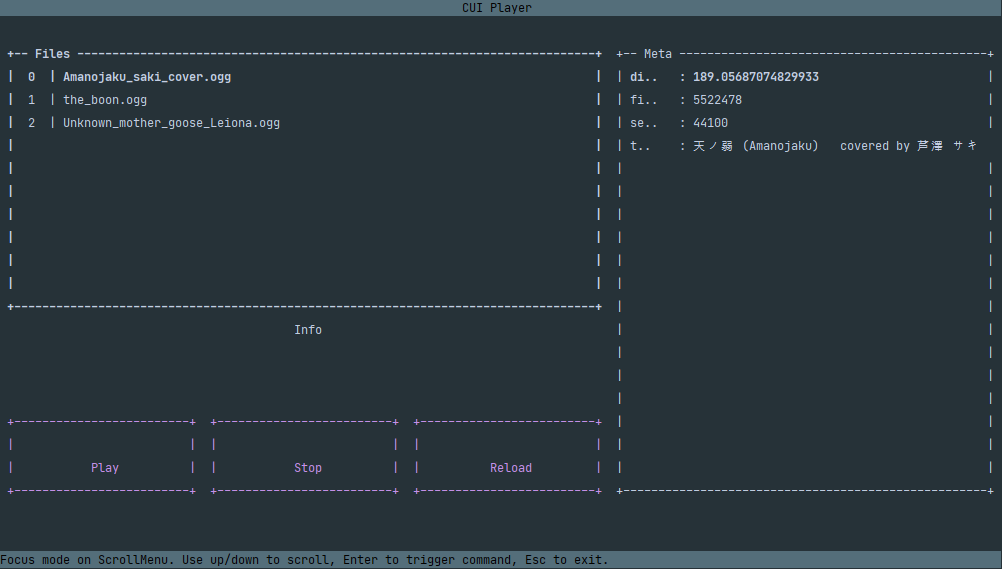 CUI Player
Files
0 | Amanojaku_saki_cover.ogg
1 | the_boon.ogg
2 | Unknown_mother_goose_Leiona.ogg
Info
Play
Stop
Reload
Meta
di.. : 189.05687074829933
fi.. : 5522478
se.. : 44100
t.. : 天ノ弱 (Amanojaku) covered by 芦澤 サキ
Focus mode on ScrollMenu. Use up/down to scroll, Enter to trigger command, Esc to exit.